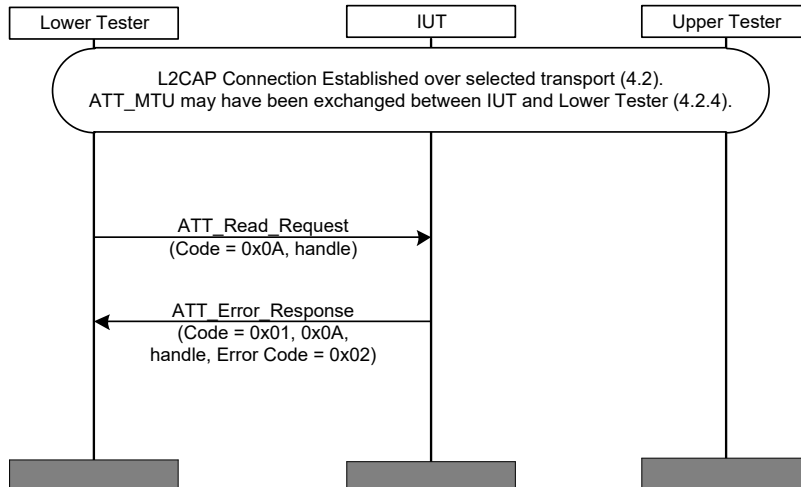 Lower Tester
IUT
Upper Tester
L2CAP Connection Established over selected transport (4.2).
ATT_MTU may have been exchanged between IUT and Lower Tester (4.2.4).
ATT_Read_Request
(Code = 0x0A, handle)
ATT_Error_Response
(Code = 0x01, 0x0A,
handle, Error Code = 0x02)